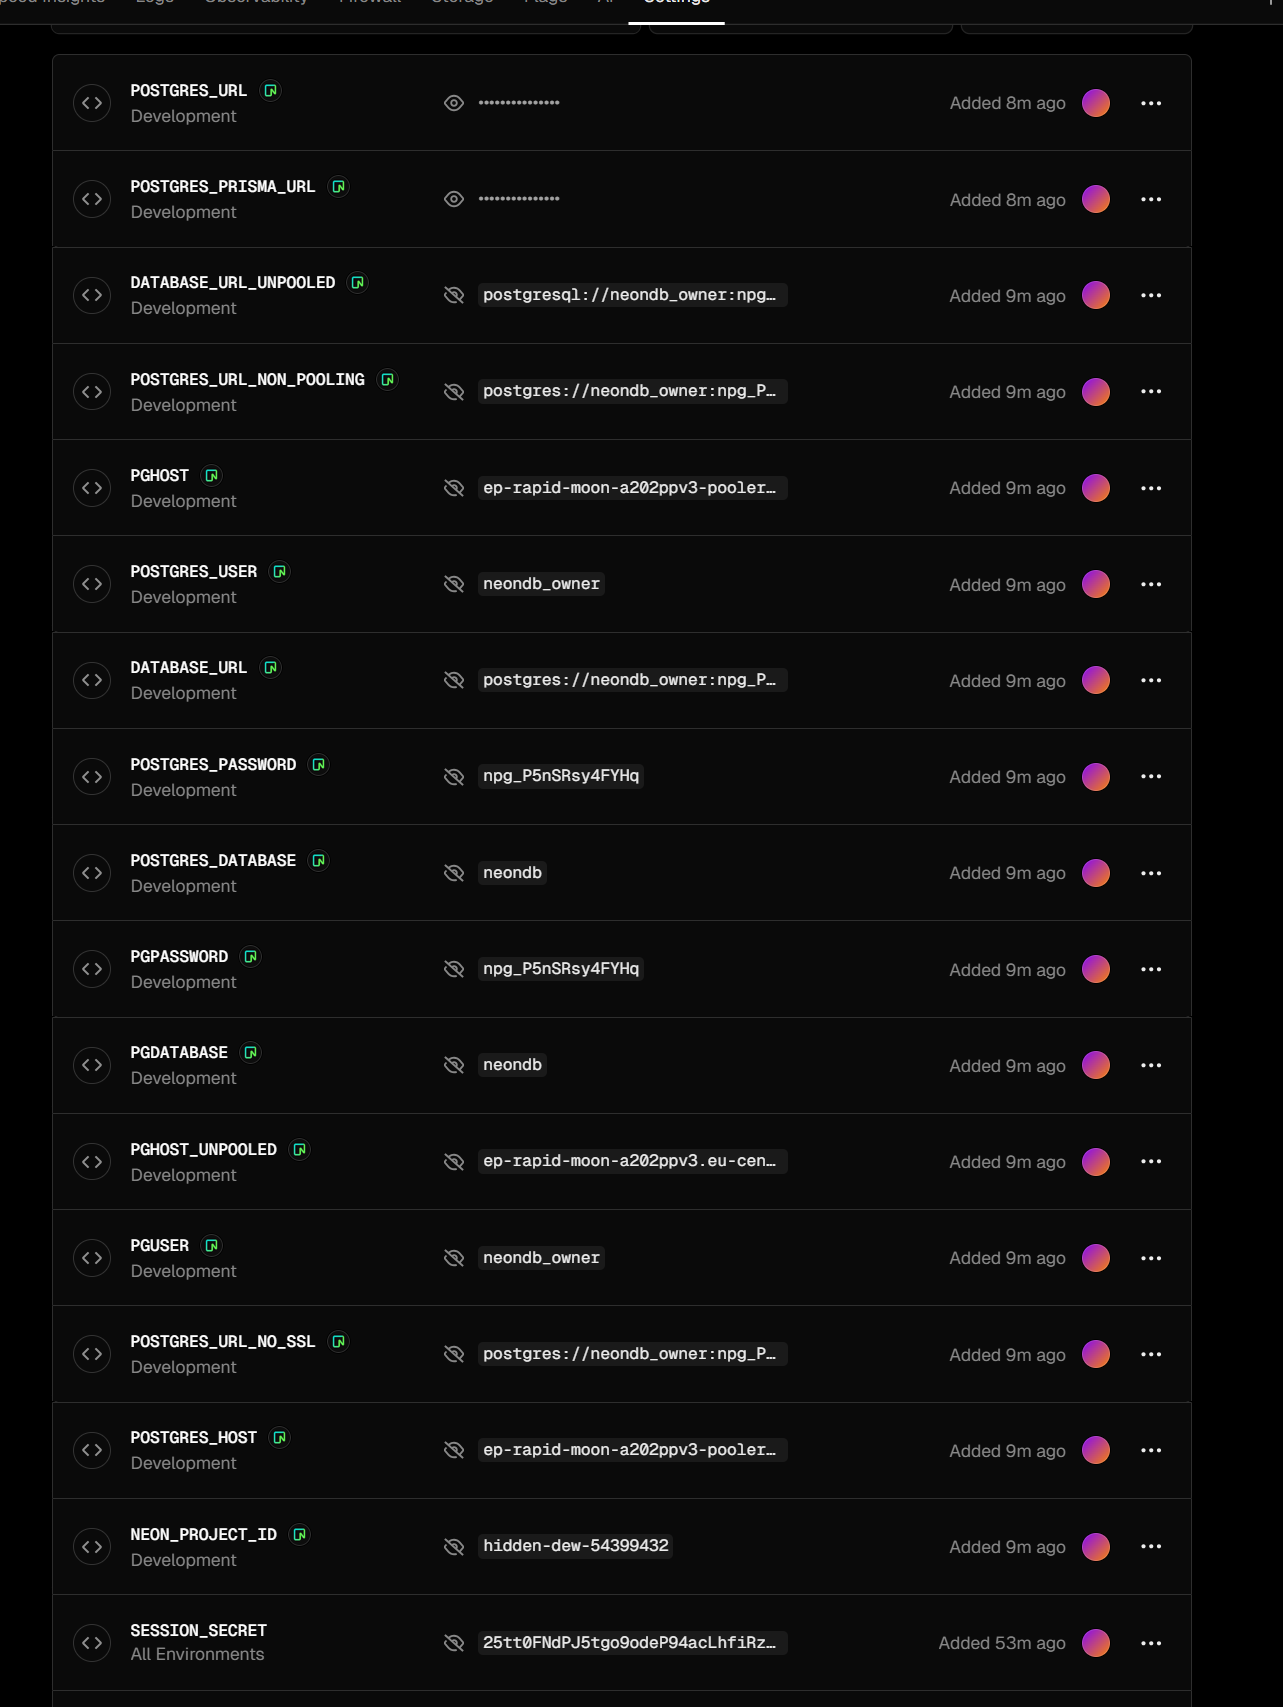 Settings
POSTGRES_URL
Development
•••••••••••••••
Added 8m ago
POSTGRES_PRISMA_URL
Development
•••••••••••••••
Added 8m ago
DATABASE_URL_UNPOOLED
Development
postgresql://neondb_owner:npg…
Added 9m ago
POSTGRES_URL_NON_POOLING
Development
postgres://neondb_owner:npg_P…
Added 9m ago
PGHOST
Development
ep-rapid-moon-a202ppv3-pooler…
Added 9m ago
POSTGRES_USER
Development
neondb_owner
Added 9m ago
DATABASE_URL
Development
postgres://neondb_owner:npg_P…
Added 9m ago
POSTGRES_PASSWORD
Development
npg_P5nSRsy4FYHq
Added 9m ago
POSTGRES_DATABASE
Development
neondb
Added 9m ago
PGPASSWORD
Development
npg_P5nSRsy4FYHq
Added 9m ago
PGDATABASE
Development
neondb
Added 9m ago
PGHOST_UNPOOLED
Development
ep-rapid-moon-a202ppv3.eu-cen…
Added 9m ago
PGUSER
Development
neondb_owner
Added 9m ago
POSTGRES_URL_NO_SSL
Development
postgres://neondb_owner:npg_P…
Added 9m ago
POSTGRES_HOST
Development
ep-rapid-moon-a202ppv3-pooler…
Added 9m ago
NEON_PROJECT_ID
Development
hidden-dew-54399432
Added 9m ago
SESSION_SECRET
All Environments
25tt0FNdPJ5tgo9odeP94acLhfiRz…
Added 53m ago